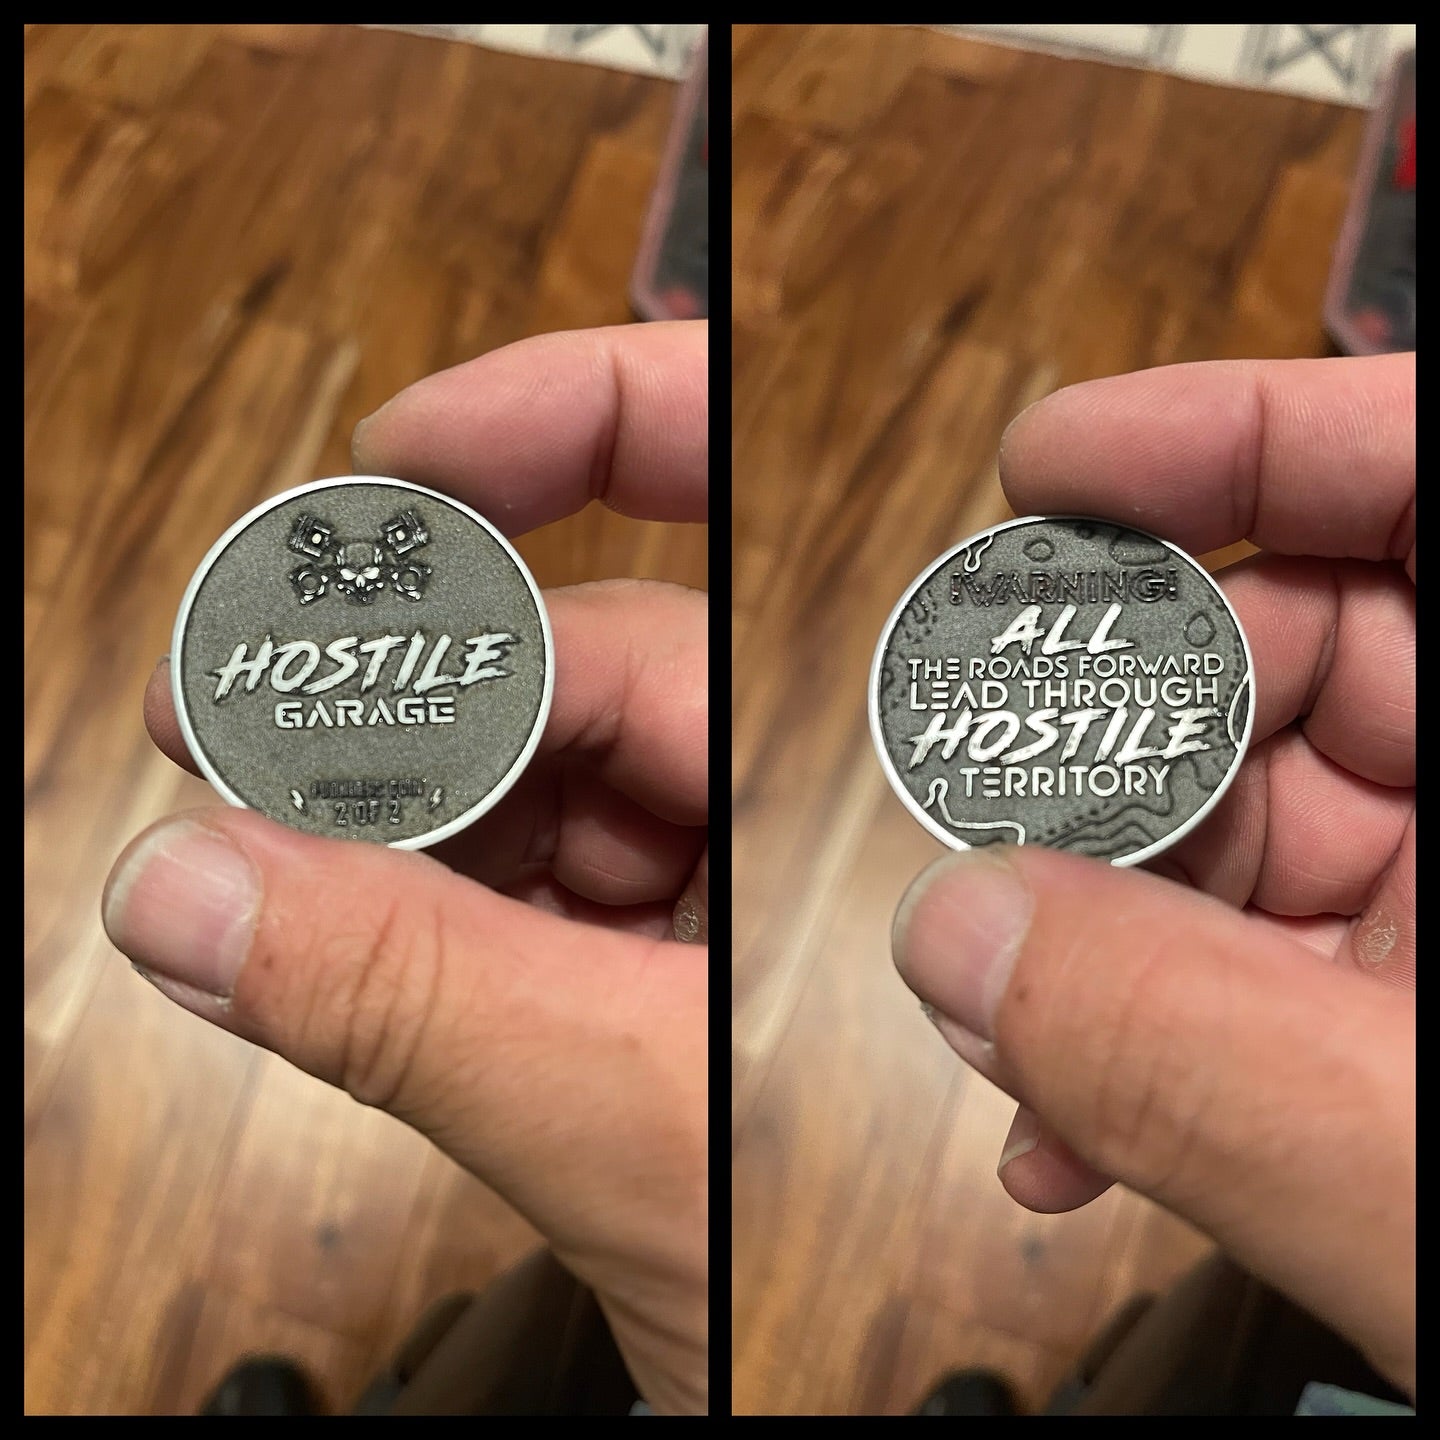 HOSTILE
GARAGE
2 OF 2
!WARNING!
ALL
THE ROADS FORWARD
LEAD THROUGH
HOSTILE
TERRITORY